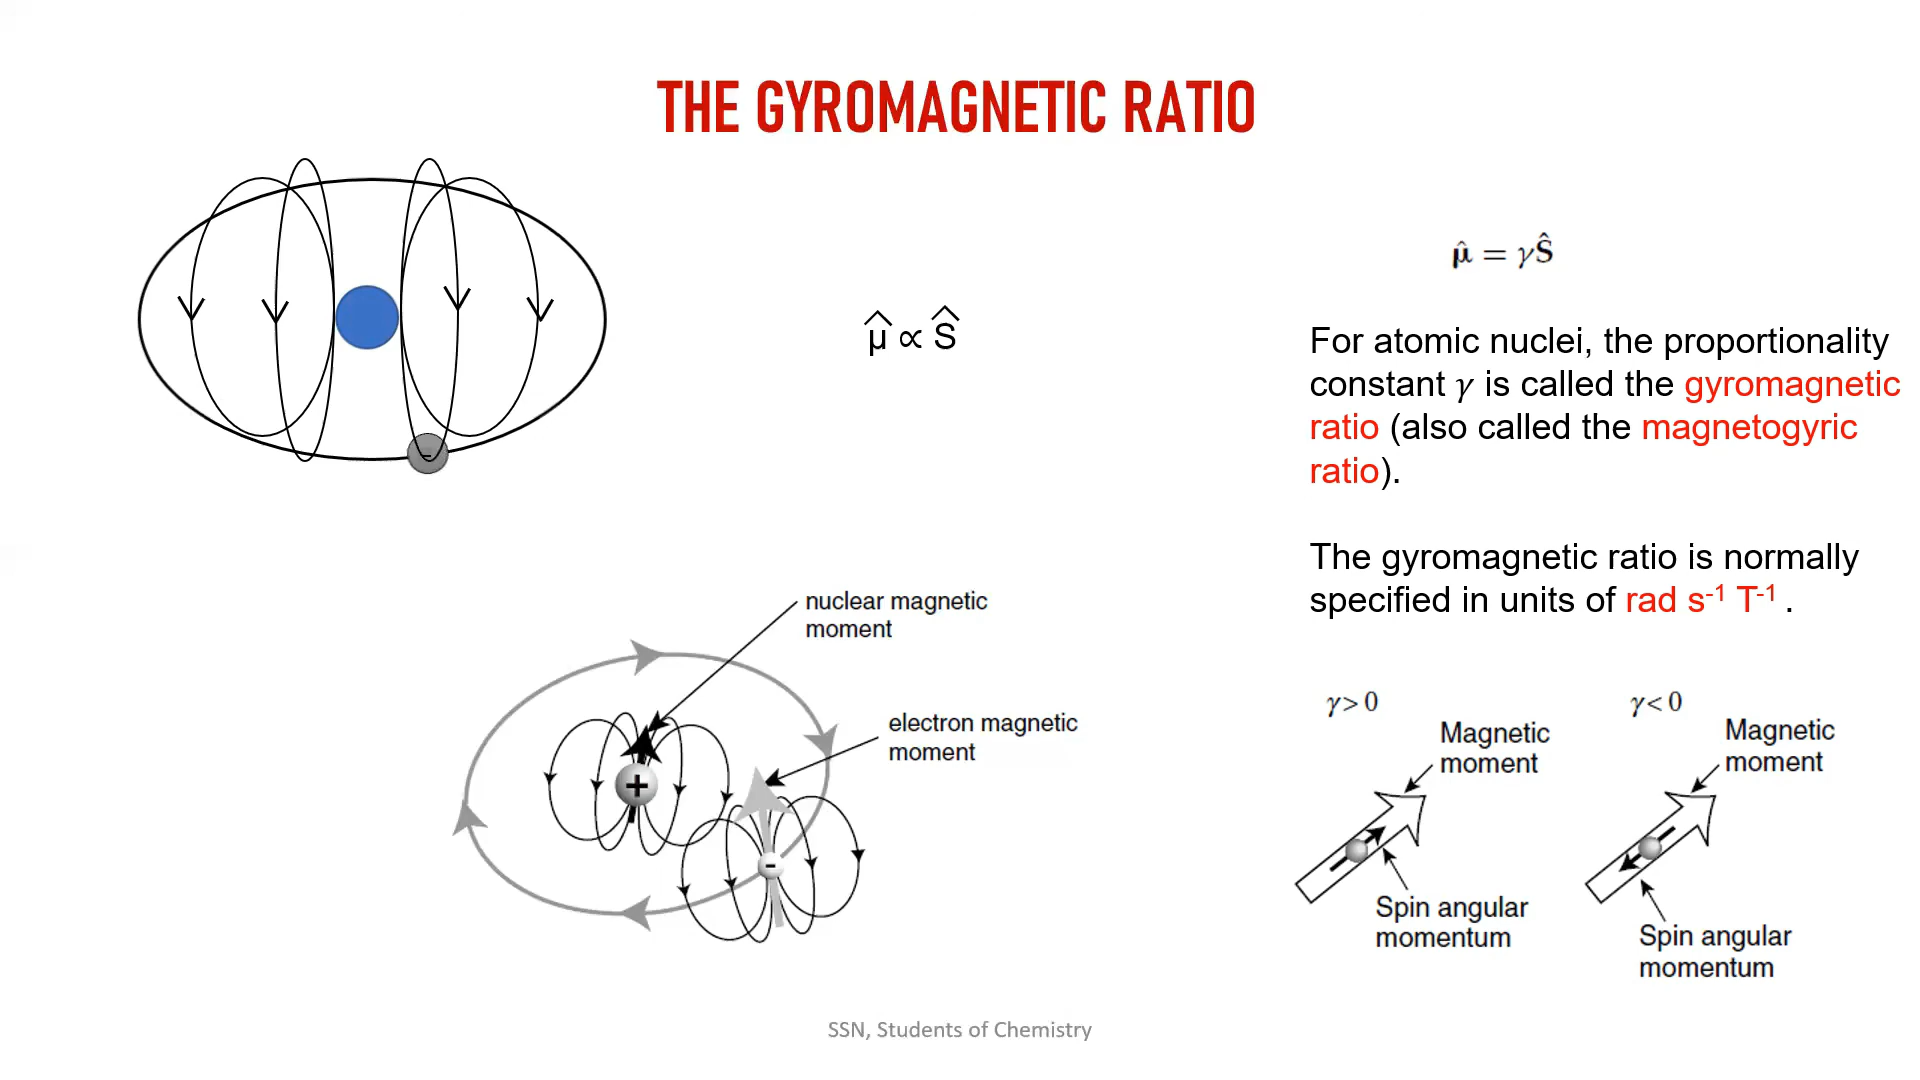 THE GYROMAGNETIC RATIO
μ̂ = γŜ
μ̂ ∝ Ŝ
For atomic nuclei, the proportionality
constant γ is called the gyromagnetic
ratio (also called the magnetogyric
ratio).
The gyromagnetic ratio is normally
specified in units of rad s⁻¹ T⁻¹ .
nuclear magnetic
moment
electron magnetic
moment
+
-
-
γ > 0
Magnetic
moment
Spin angular
momentum
γ < 0
Magnetic
moment
Spin angular
momentum
SSN, Students of Chemistry